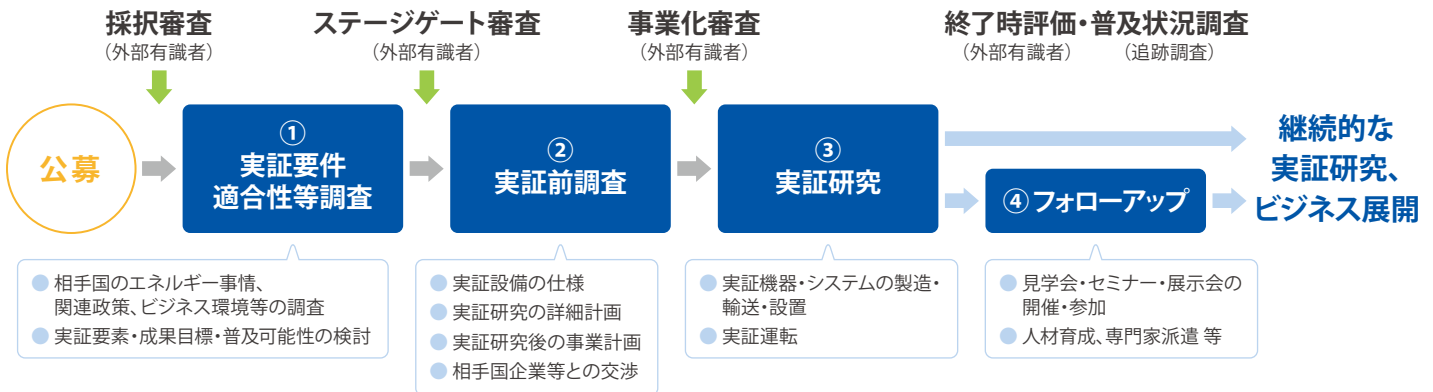 採択審査
(外部有識者)
ステージゲート審査
(外部有識者)
事業化審査
(外部有識者)
終了時評価・普及状況調査
(外部有識者) (追跡調査)
公募
①
実証要件
適合性等調査
②
実証前調査
③
実証研究
④フォローアップ
継続的な
実証研究、
ビジネス展開
● 相手国のエネルギー事情、
関連政策、ビジネス環境等の調査
● 実証要素・成果目標・普及可能性の検討
● 実証設備の仕様
● 実証研究の詳細計画
● 実証研究後の事業計画
● 相手国企業等との交渉
● 実証機器・システムの製造・
輸送・設置
● 実証運転
● 見学会・セミナー・展示会の
開催・参加
● 人材育成、専門家派遣 等